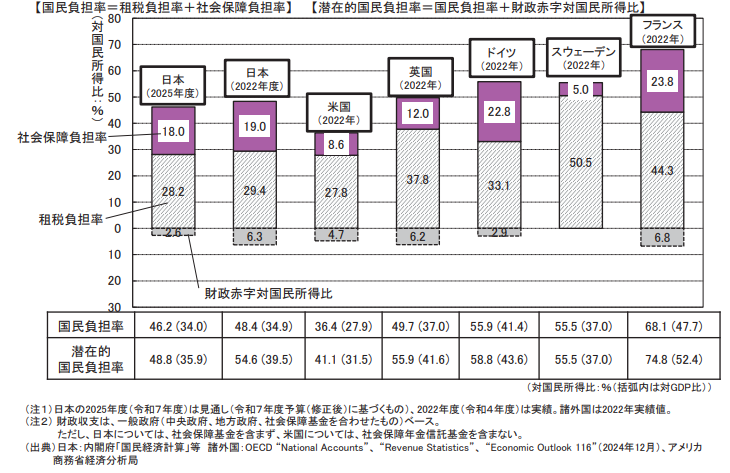 【国民負担率=租税負担率+社会保障負担率】 【潜在的国民負担率=国民負担率+財政赤字対国民所得比】
(対国民所得比:%)
80
70
60
50
40
30
20
10
0
10
20
30
日本
(2025年度)
日本
(2022年度)
米国
(2022年)
英国
(2022年)
ドイツ
(2022年)
スウェーデン
(2022年)
フランス
(2022年)
社会保障負担率
18.0
19.0
8.6
12.0
22.8
5.0
23.8
租税負担率
28.2
29.4
27.8
37.8
33.1
50.5
44.3
2.6
6.3
4.7
6.2
2.9
6.8
財政赤字対国民所得比
国民負担率 46.2 (34.0) 48.4 (34.9) 36.4 (27.9) 49.7 (37.0) 55.9 (41.4) 55.5 (37.0) 68.1 (47.7)
潜在的
国民負担率 48.8 (35.9) 54.6 (39.5) 41.1 (31.5) 55.9 (41.6) 58.8 (43.6) 55.5 (37.0) 74.8 (52.4)
(対国民所得比:%(括弧内は対GDP比))
(注1)日本の2025年度(令和7年度)は見通し(令和7年度予算(修正後)に基づくもの)、2022年度(令和4年度)は実績。諸外国は2022年実績値。
(注2) 財政収支は、一般政府(中央政府、地方政府、社会保障基金を合わせたもの)ベース。
ただし、日本については、社会保障基金を含まず、米国については、社会保障年金信託基金を含まない。
(出典)日本:内閣府「国民経済計算」等 諸外国:OECD “National Accounts”、“Revenue Statistics”、“Economic Outlook 116”(2024年12月)、アメリカ
商務省経済分析局